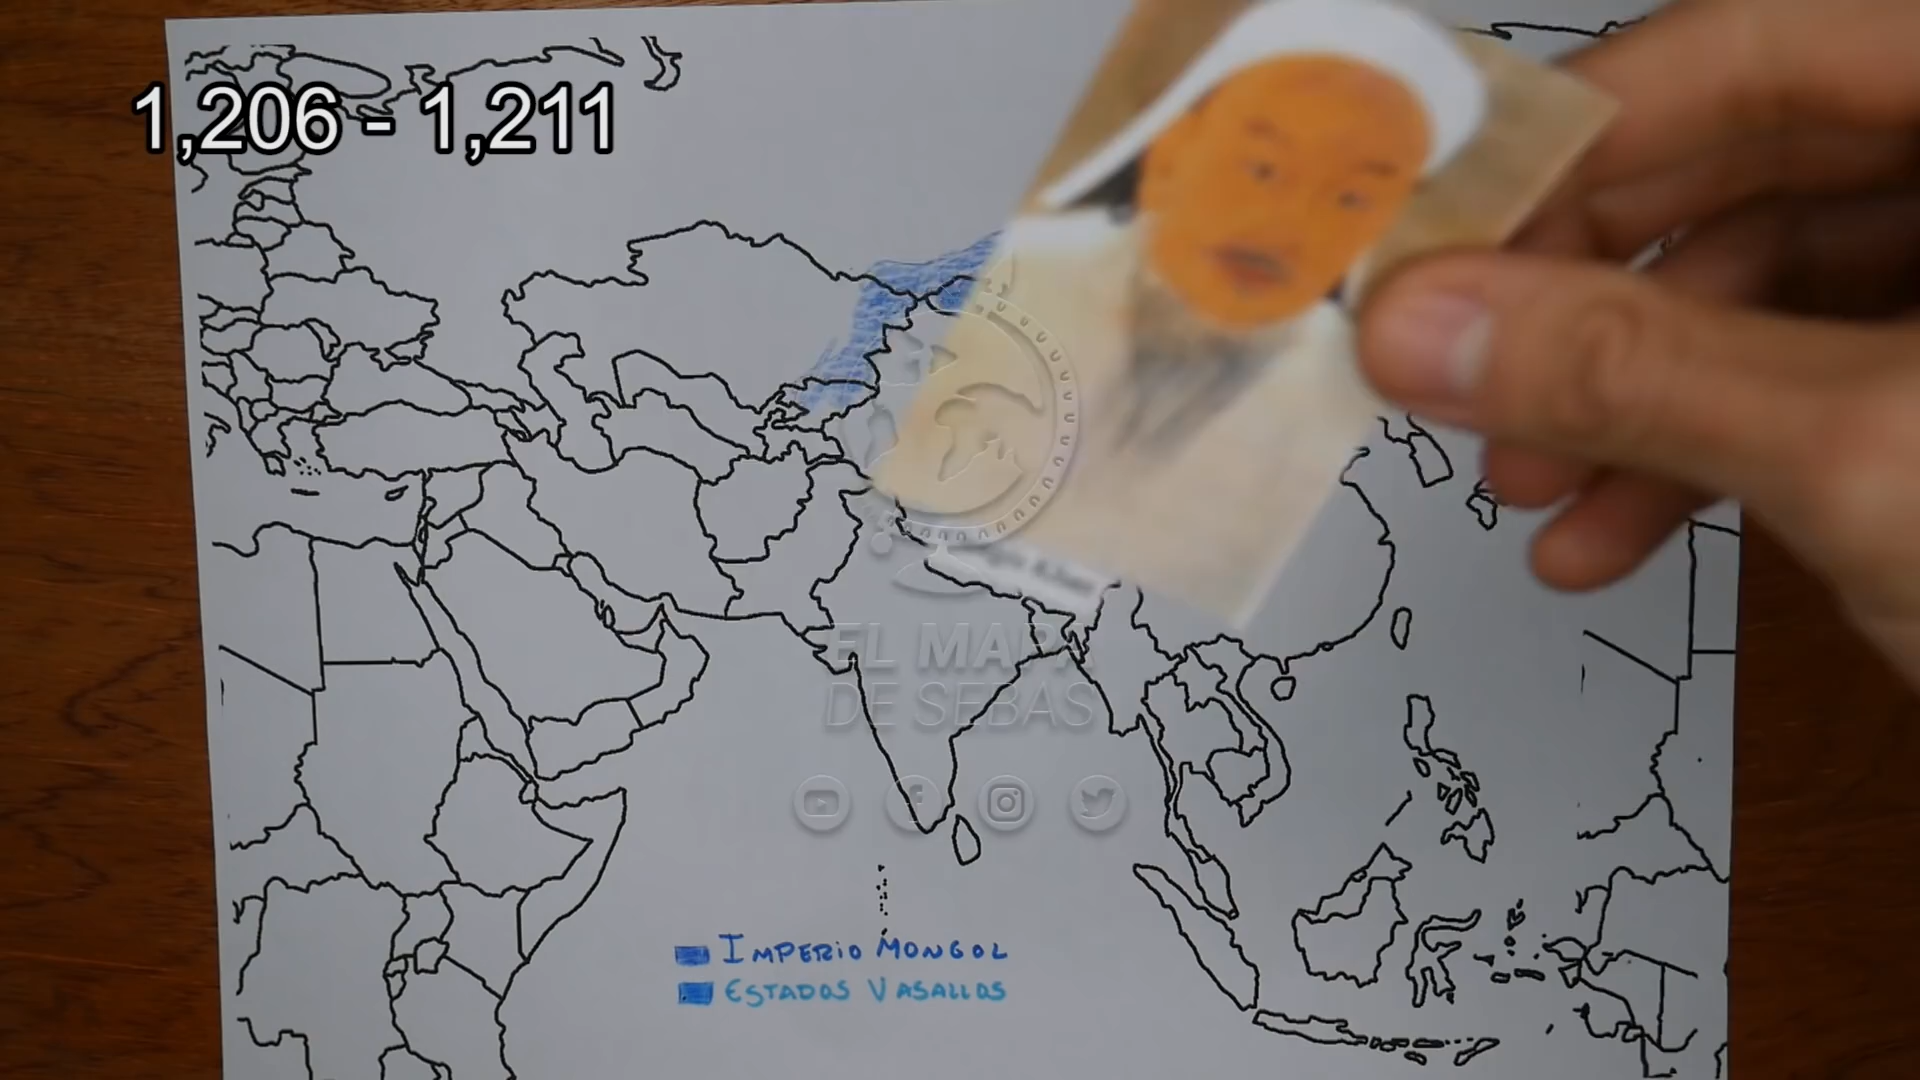 1,206 - 1,211
EL MAPA
DE SEBAS
IMPERIO MONGOL
ESTADOS VASALLOS